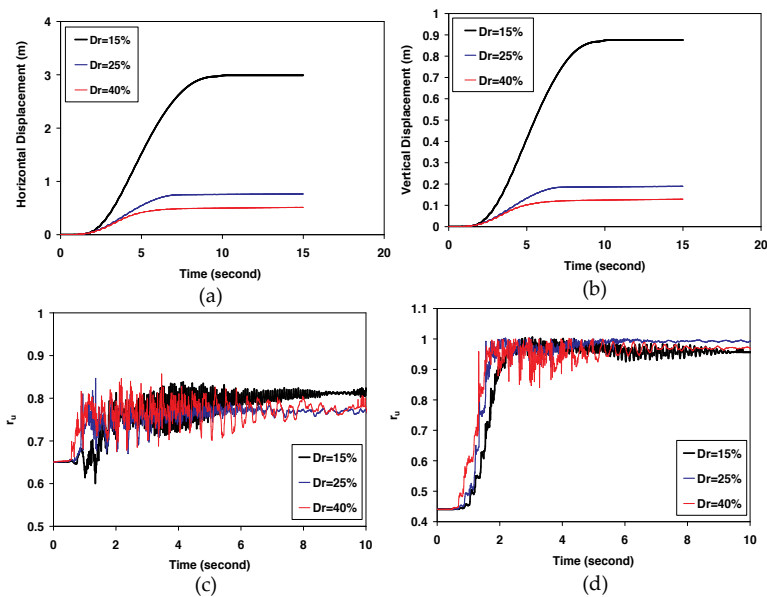 Horizontal Displacement (m)
4
3
2
1
0
Dr=15%
Dr=25%
Dr=40%
0 5 10 15 20
Time (second)
(a)
Vertical Displacement (m)
1
0.9
0.8
0.7
0.6
0.5
0.4
0.3
0.2
0.1
0
Dr=15%
Dr=25%
Dr=40%
0 5 10 15 20
Time (second)
(b)
ru
1
0.9
0.8
0.7
0.6
0.5
Dr=15%
Dr=25%
Dr=40%
0 2 4 6 8 10
Time (second)
(c)
ru
1.1
1
0.9
0.8
0.7
0.6
0.5
0.4
Dr=15%
Dr=25%
Dr=40%
0 2 4 6 8 10
Time (second)
(d)